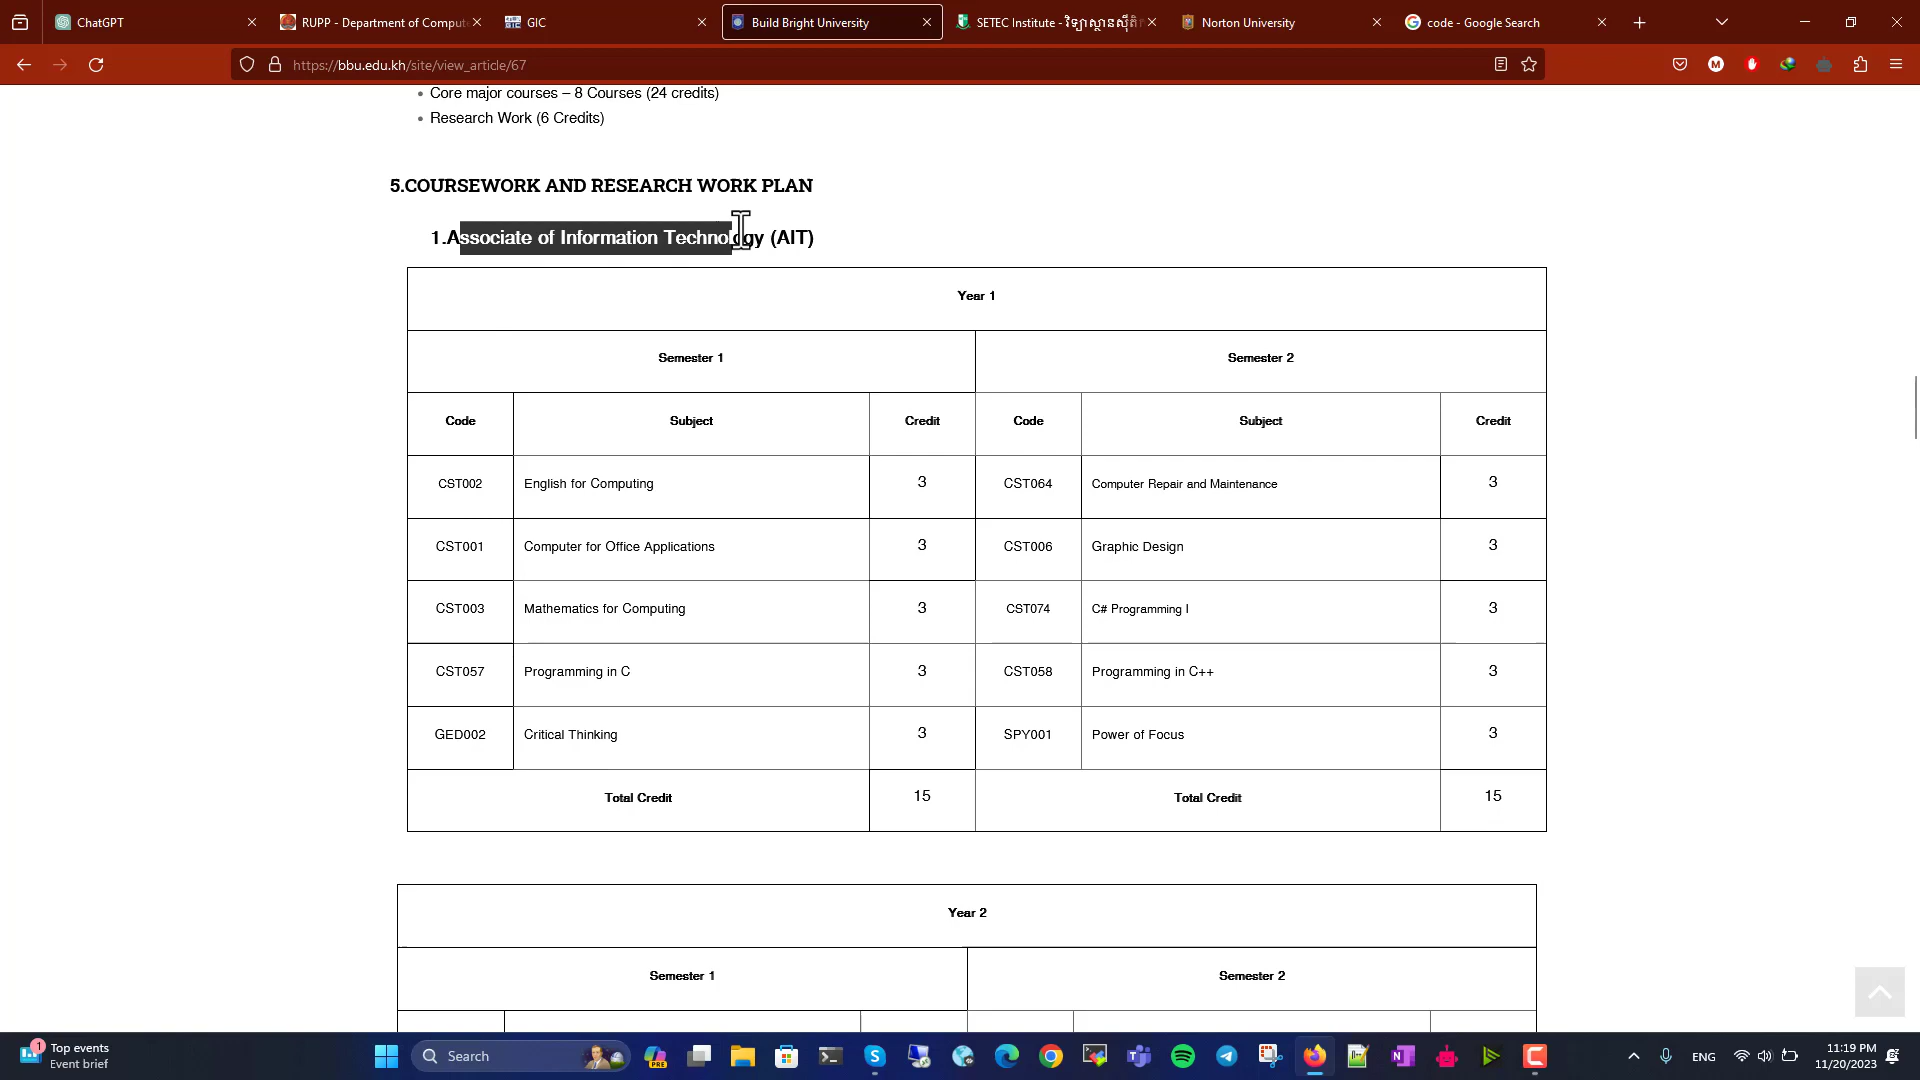 ChatGPT
RUPP - Department of Compute
GIC
Build Bright University
SETEC Institute - វិទ្យាស្ថានស៊ីតិក
Norton University
code - Google Search
https://bbu.edu.kh/site/view_article/67
Core major courses – 8 Courses (24 credits)
Research Work (6 Credits)
5.COURSEWORK AND RESEARCH WORK PLAN
1.Associate of Information Technology (AIT)
Year 1
Semester 1 Semester 2
Code Subject Credit Code Subject Credit
CST002 English for Computing 3 CST064 Computer Repair and Maintenance 3
CST001 Computer for Office Applications 3 CST006 Graphic Design 3
CST003 Mathematics for Computing 3 CST074 C# Programming I 3
CST057 Programming in C 3 CST058 Programming in C++ 3
GED002 Critical Thinking 3 SPY001 Power of Focus 3
Total Credit 15 Total Credit 15
Year 2
Semester 1 Semester 2
1
Top events
Event brief
Search
PRE
ENG
11:19 PM
11/20/2023